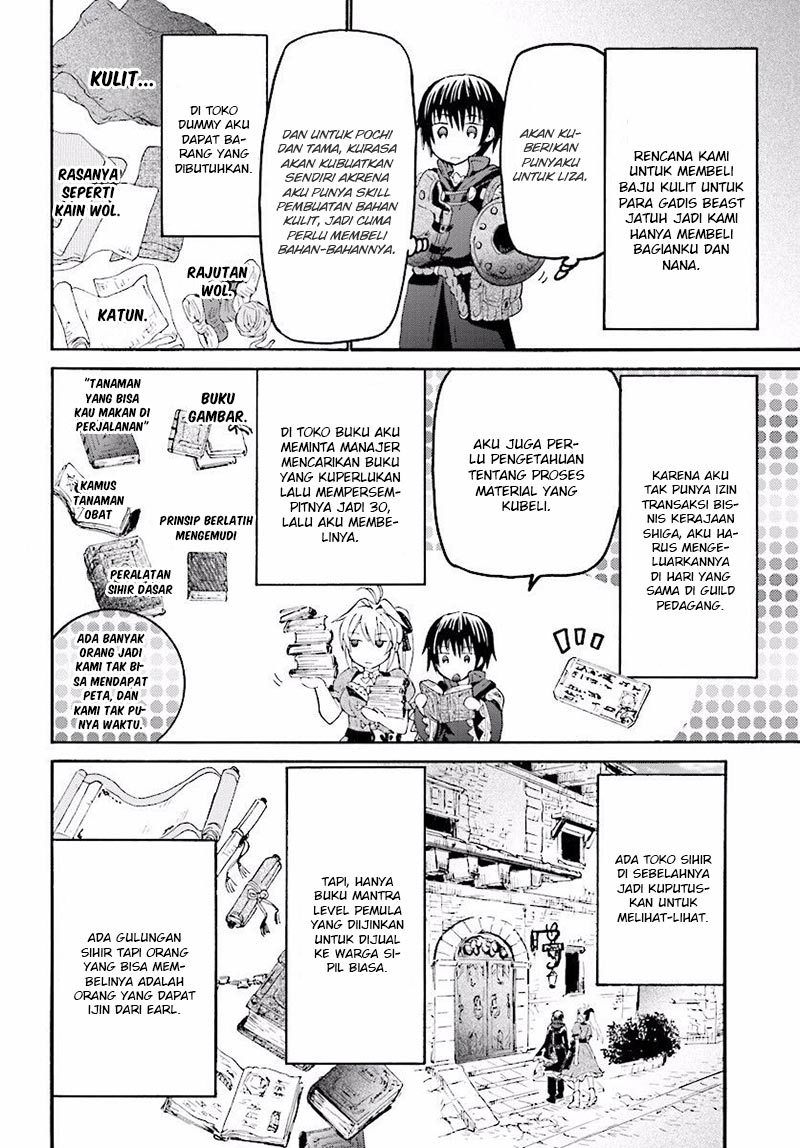 RENCANA KAMI
UNTUK MEMBELI
BAJU KULIT UNTUK
PARA GADIS BEAST
JATUH JADI KAMI
HANYA MEMBELI
BAGIANKU DAN
NANA.
AKAN KU-
BERIKAN
PUNYAKU
UNTUK LIZA.
DAN UNTUK POCHI
DAN TAMA, KURASA
AKAN KUBUATKAN
SENDIRI AKRENA
AKU PUNYA SKILL
PEMBUATAN BAHAN
KULIT, JADI CUMA
PERLU MEMBELI
BAHAN-BAHANNYA.
DI TOKO
DUMMY AKU
DAPAT BA-
RANG YANG
DIBUTUHKAN.
KULIT...
RASANYA
SEPERTI
KAIN WOL.
RAJUTAN
WOL.
KATUN.
KARENA AKU
TAK PUNYA IZIN
TRANSAKSI BIS-
NIS KERAJAAN
SHIGA, AKU HA-
RUS MENGE-
LUARKANNYA
DI HARI YANG
SAMA DI GUILD
PEDAGANG.
AKU JUGA PER-
LU PENGETAHUAN
TENTANG PROSES
MATERIAL YANG
KUBELI.
DI TOKO BUKU AKU
MEMINTA MANAJER
MENCARIKAN BUKU
YANG KUPERLUKAN
LALU MEMPERSEM-
PITNYA JADI 30,
LALU AKU MEMBE-
LINYA.
BUKU
GAMBAR.
"TANAMAN
YANG BISA
KAU MAKAN DI
PERJALANAN"
KAMUS
TANAMAN
OBAT
PRINSIP BERLATIH
MENGEMUDI
PERALATAN
SIHIR DASAR
ADA BANYAK
ORANG JADI
KAMI TAK BI-
SA MENDAPAT
PETA, DAN
KAMI TAK PU-
NYA WAKTU.
ADA TOKO SIHIR
DI SEBELAHNYA
JADI KUPUTUS-
KAN UNTUK
MELIHAT-LIHAT.
TAPI, HANYA
BUKU MANTRA
LEVEL PEMULA
YANG DIIJINKAN
UNTUK DIJUAL
KE WARGA SI-
PIL BIASA.
ADA GULUNGAN
SIHIR TAPI ORANG
YANG BISA MEM-
BELINYA ADALAH
ORANG YANG DAPAT
IJIN DARI EARL.